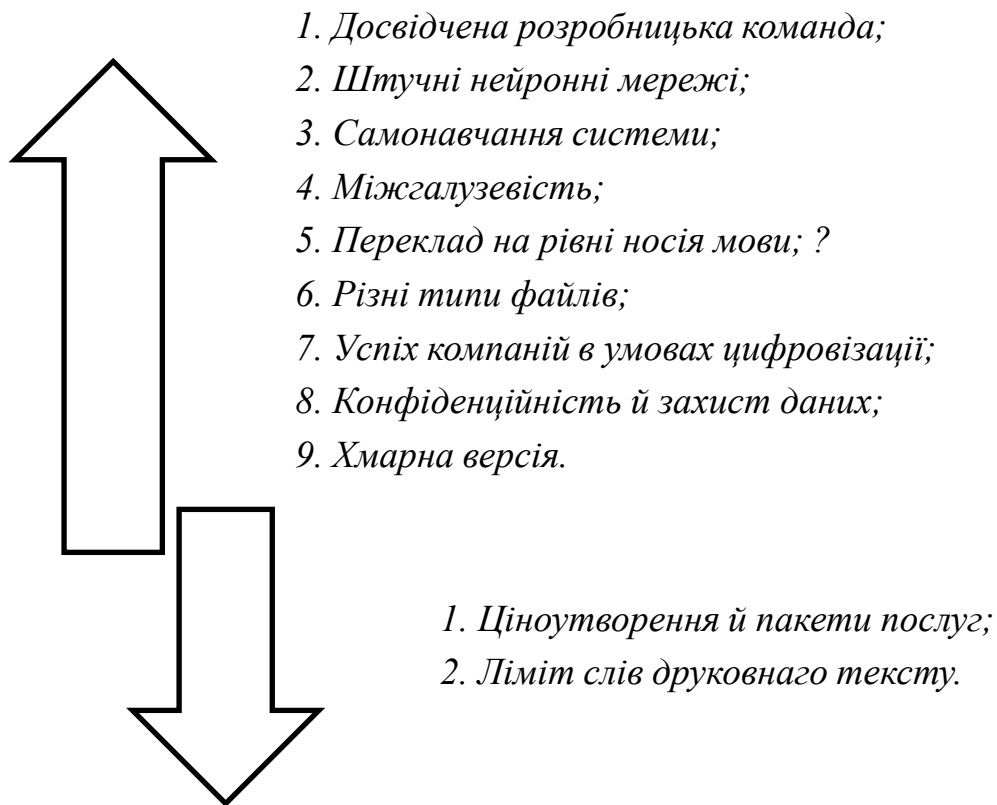 1. Досвідчена розробницька команда;
2. Штучні нейронні мережі;
3. Самонавчання системи;
4. Міжгалузевість;
5. Переклад на рівні носія мови; ?
6. Різні типи файлів;
7. Успіх компаній в умовах цифровізації;
8. Конфіденційність й захист даних;
9. Хмарна версія.
1. Ціноутворення й пакети послуг;
2. Ліміт слів друковнаго тексту.